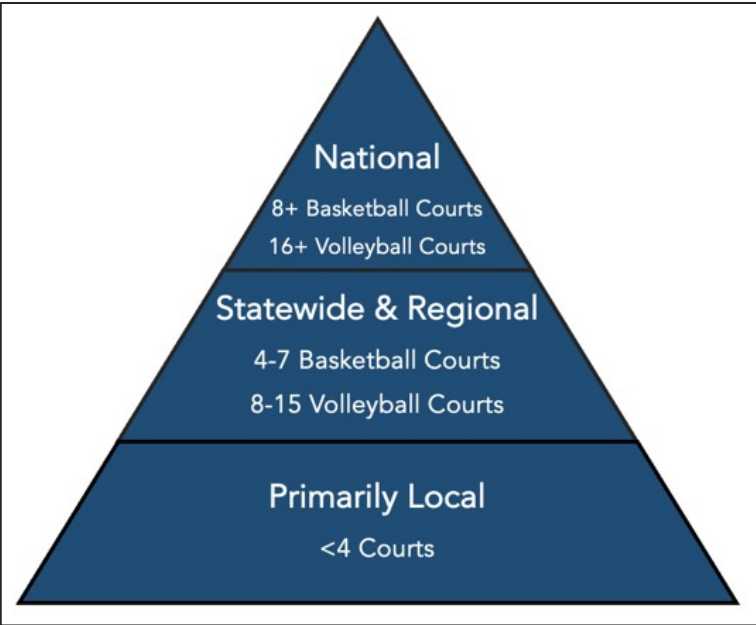 National
8+ Basketball Courts
16+ Volleyball Courts
Statewide & Regional
4-7 Basketball Courts
8-15 Volleyball Courts
Primarily Local
<4 Courts